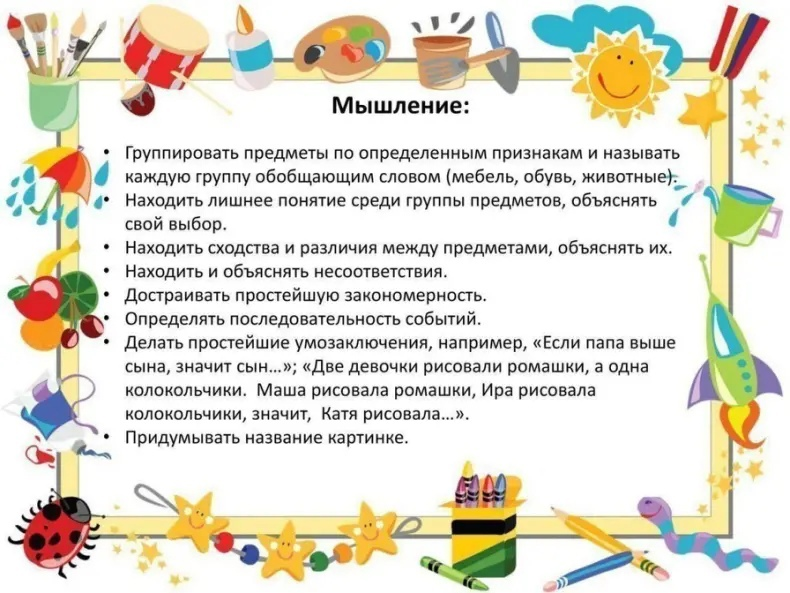 Мышление:
• Группировать предметы по определенным признакам и называть
каждую группу обобщающим словом (мебель, обувь, животные).
• Находить лишнее понятие среди группы предметов, объяснять
свой выбор.
• Находить сходства и различия между предметами, объяснять их.
• Находить и объяснять несоответствия.
• Достраивать простейшую закономерность.
• Определять последовательность событий.
• Делать простейшие умозаключения, например, «Если папа выше
сына, значит сын…»; «Две девочки рисовали ромашки, а одна
колокольчики. Маша рисовала ромашки, Ира рисовала
колокольчики, значит, Катя рисовала…».
• Придумывать название картинке.